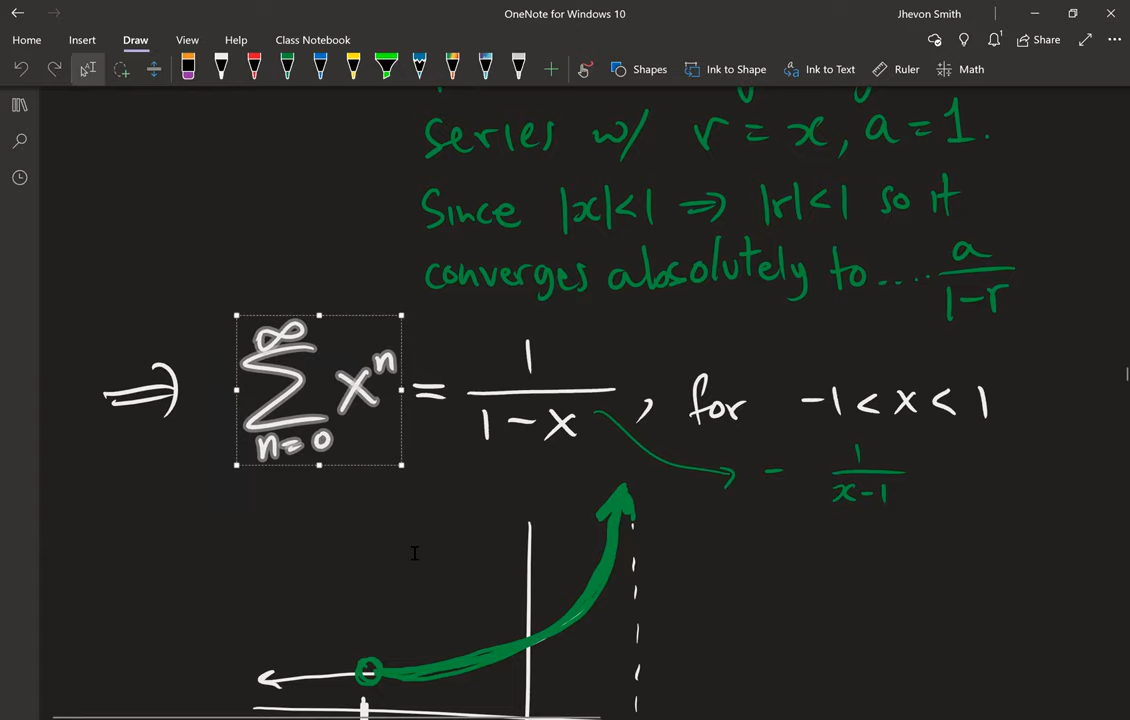 OneNote for Windows 10
Jhevon Smith
Home Insert Draw View Help Class Notebook
Share
Shapes Ink to Shape Ink to Text Ruler Math
series w/ r = x, a = 1.
Since |x|<1 ⇒ |r|<1 so it
converges absolutely to.... a/(1-r)
⇒ ∑_{n=0}^{∞} x^n = 1/(1-x), for -1 < x < 1
- 1/(x-1)